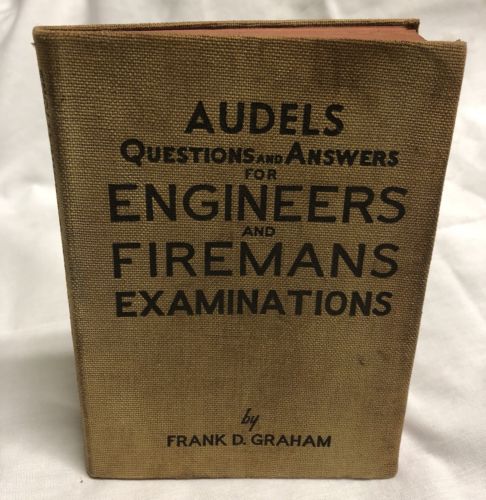 AUDELS
QUESTIONS AND ANSWERS
FOR
ENGINEERS
AND
FIREMANS
EXAMINATIONS
by
FRANK D. GRAHAM